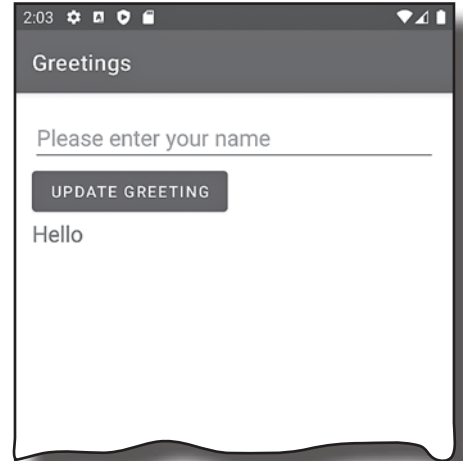 2:03
Greetings
Please enter your name
UPDATE GREETING
Hello